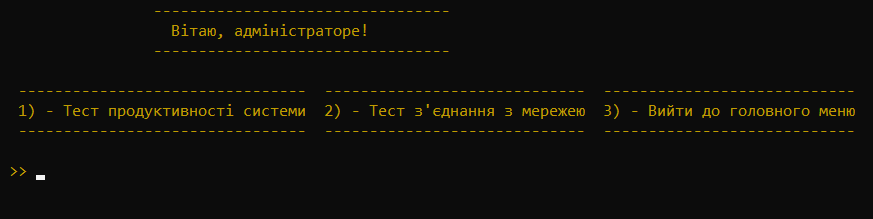 ---------------------------------
Вітаю, адміністраторе!
---------------------------------
-------------------------------- ----------------------------- ----------------------------
1) - Тест продуктивності системи 2) - Тест з'єднання з мережею 3) - Вийти до головного меню
-------------------------------- ----------------------------- ----------------------------
>>